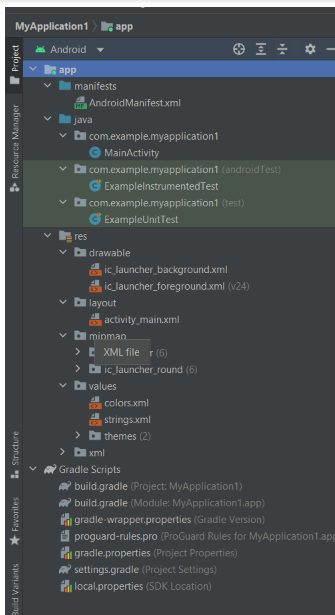 MyApplication1 app
Project
Android
app
manifests
AndroidManifest.xml
java
com.example.myapplication1
MainActivity
com.example.myapplication1 (androidTest)
ExampleInstrumentedTest
com.example.myapplication1 (test)
ExampleUnitTest
res
drawable
ic_launcher_background.xml
ic_launcher_foreground.xml (v24)
layout
activity_main.xml
mipmap
XML file
(6)
ic_launcher_round (6)
values
colors.xml
strings.xml
themes (2)
xml
Gradle Scripts
build.gradle (Project: MyApplication1)
build.gradle (Module: MyApplication1.app)
gradle-wrapper.properties (Gradle Version)
proguard-rules.pro (ProGuard Rules for MyApplication1.app
gradle.properties (Project Properties)
settings.gradle (Project Settings)
local.properties (SDK Location)
Resource Manager
Structure
Favorites
Build Variants